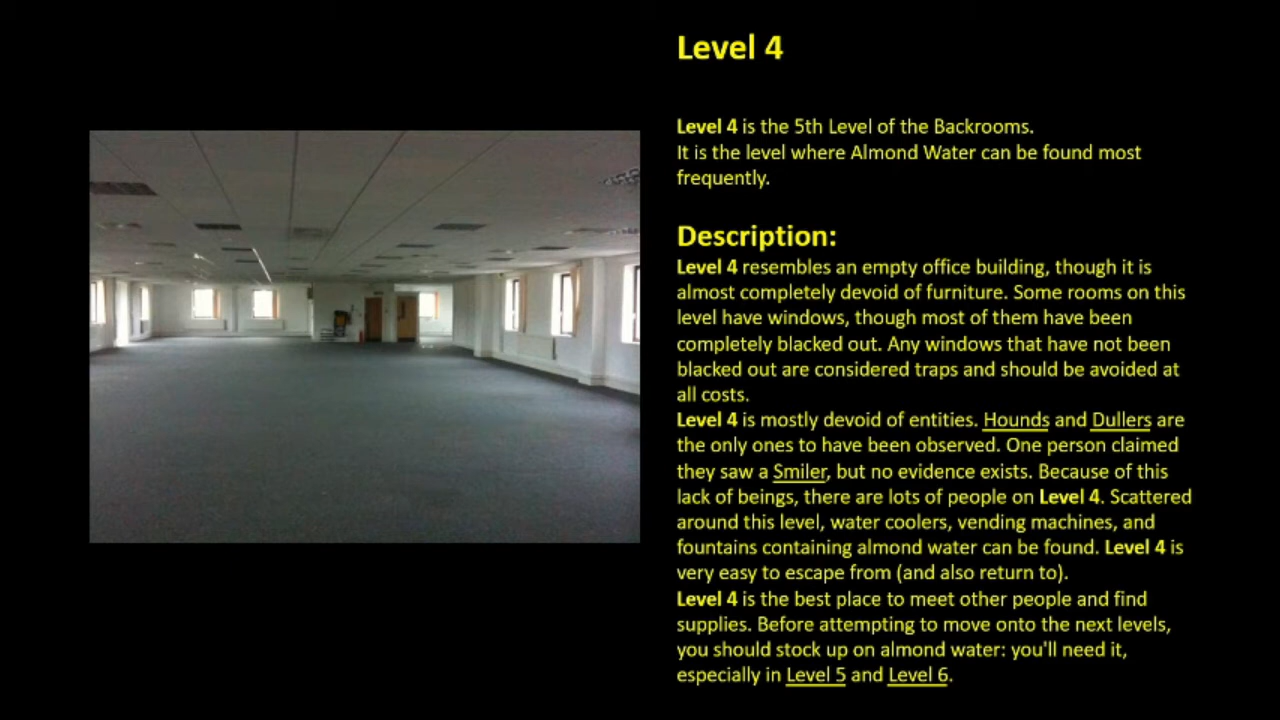 Level 4
Level 4 is the 5th Level of the Backrooms.
It is the level where Almond Water can be found most
frequently.
Description:
Level 4 resembles an empty office building, though it is
almost completely devoid of furniture. Some rooms on this
level have windows, though most of them have been
completely blacked out. Any windows that have not been
blacked out are considered traps and should be avoided at
all costs.
Level 4 is mostly devoid of entities. Hounds and Dullers are
the only ones to have been observed. One person claimed
they saw a Smiler, but no evidence exists. Because of this
lack of beings, there are lots of people on Level 4. Scattered
around this level, water coolers, vending machines, and
fountains containing almond water can be found. Level 4 is
very easy to escape from (and also return to).
Level 4 is the best place to meet other people and find
supplies. Before attempting to move onto the next levels,
you should stock up on almond water: you'll need it,
especially in Level 5 and Level 6.